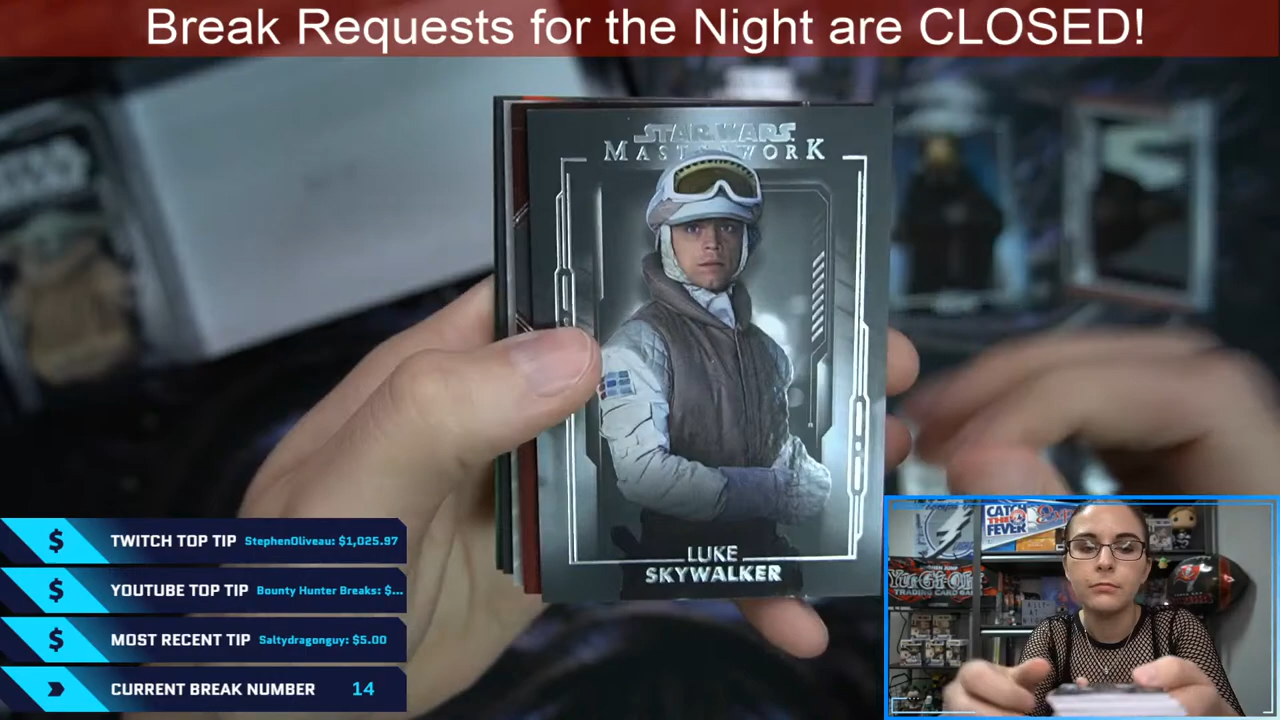 Break Requests for the Night are CLOSED!
STAR WARS
MASTERWORK
LUKE
SKYWALKER
$ TWITCH TOP TIP StephenOliveau: $1,025.97
$ YOUTUBE TOP TIP Bounty Hunter Breaks: $...
$ MOST RECENT TIP Saltydragonguy: $5.00
CURRENT BREAK NUMBER 14
CATCH
THE
FEVER
Yu-Gi-Oh!
TRADING CARD GAME